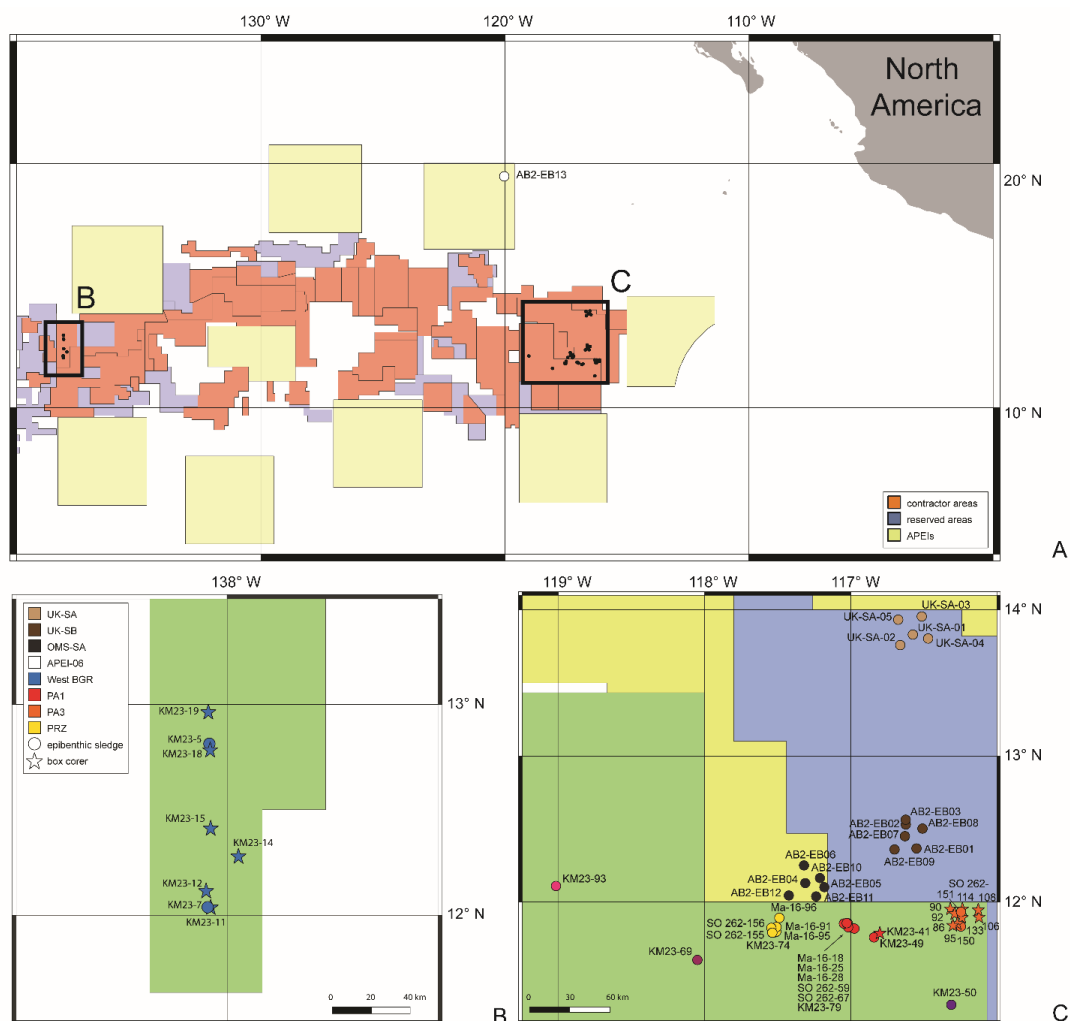 130° W
120° W
110° W
North
America
20° N
AB2-EB13
B
C
10° N
contractor areas
reserved areas
APEIs
A
138° W
119° W
118° W
117° W
14° N
UK-SA
UK-SB
OMS-SA
APEI-06
West BGR
PA1
PA3
PRZ
epibenthic sledge
box corer
13° N
KM23-19
KM23-5
KM23-18
KM23-15
KM23-14
KM23-12
KM23-7
KM23-11
12° N
0 20 40 km
B
UK-SA-03
UK-SA-05
UK-SA-01
UK-SA-02
UK-SA-04
13° N
AB2-EB03
AB2-EB02
AB2-EB08
AB2-EB07
AB2-EB01
AB2-EB09
AB2-EB06
AB2-EB10
AB2-EB04
AB2-EB05
AB2-EB12
AB2-EB11
KM23-93
12° N
SO 262-
151
114
108
90
92
86
95
150
133
106
Ma-16-96
SO 262-156
Ma-16-91
SO 262-155
Ma-16-95
KM23-74
KM23-41
KM23-49
KM23-69
Ma-16-18
Ma-16-25
Ma-16-28
SO 262-59
SO 262-67
KM23-79
KM23-50
0 30 60 km
C